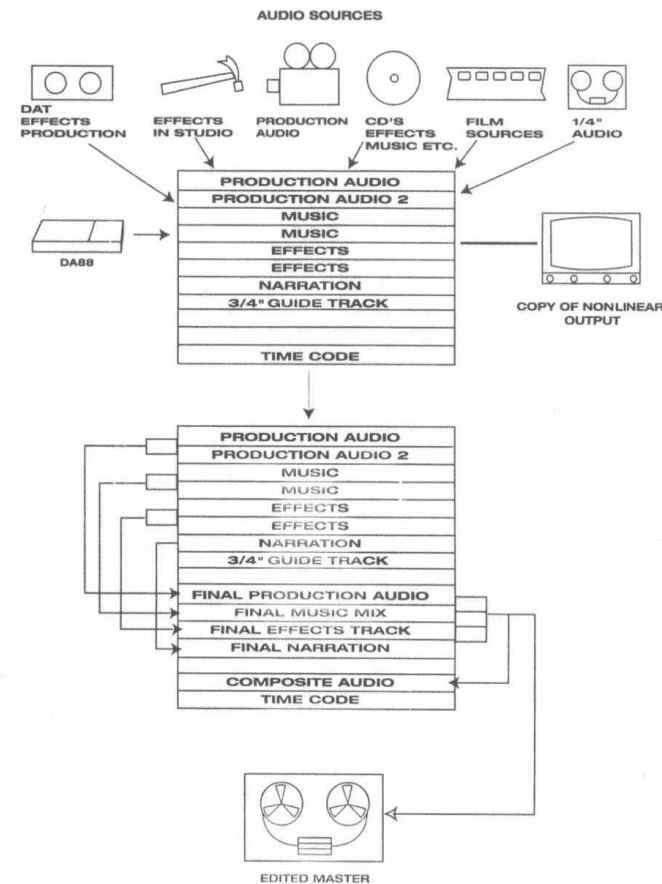 AUDIO SOURCES
DAT
EFFECTS
PRODUCTION
EFFECTS
IN STUDIO
PRODUCTION
AUDIO
CD'S
EFFECTS
MUSIC ETC.
FILM
SOURCES
1/4"
AUDIO
PRODUCTION AUDIO
PRODUCTION AUDIO 2
MUSIC
MUSIC
EFFECTS
EFFECTS
NARRATION
3/4" GUIDE TRACK
TIME CODE
DA88
COPY OF NONLINEAR
OUTPUT
PRODUCTION AUDIO
PRODUCTION AUDIO 2
MUSIC
MUSIC
EFFECTS
EFFECTS
NARRATION
3/4" GUIDE TRACK
FINAL PRODUCTION AUDIO
FINAL MUSIC MIX
FINAL EFFECTS TRACK
FINAL NARRATION
COMPOSITE AUDIO
TIME CODE
EDITED MASTER